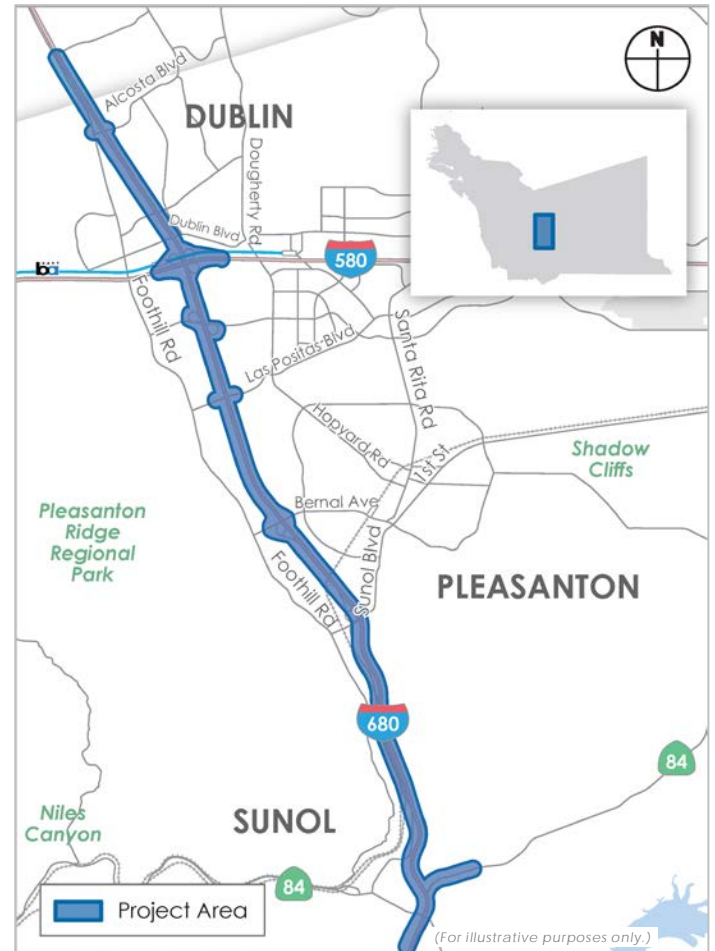 N
Alcosta Blvd
DUBLIN
Dougherty Rd
Dublin Blvd
ba
580
Foothill Rd
Las Positas Blvd
Santa Rita Rd
Hopyard Rd
1st St
Shadow
Cliffs
Bernal Ave
Pleasanton
Ridge
Regional
Park
Sunol Blvd
Foothill Rd
PLEASANTON
680
84
Niles
Canyon
SUNOL
84
Project Area
(For illustrative purposes only.)